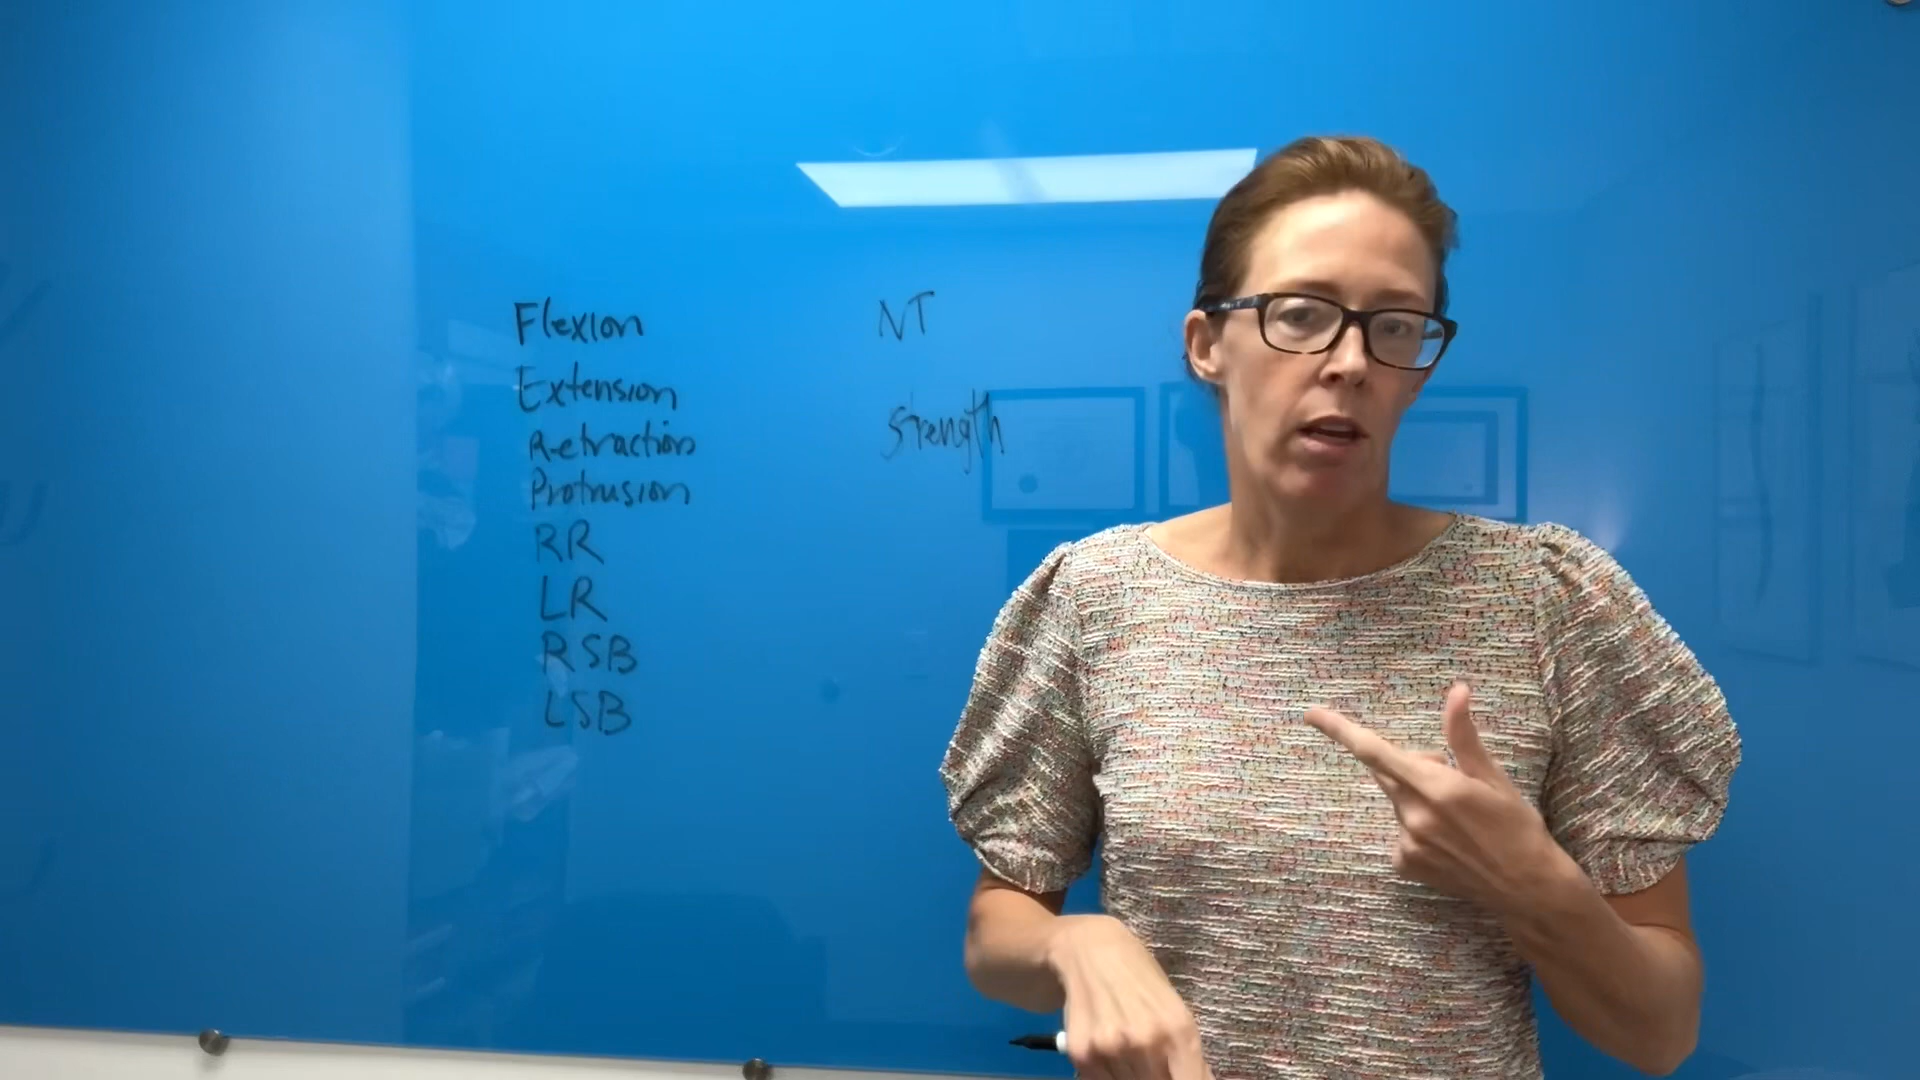 Flexion
Extension
Retraction
Protrusion
RR
LR
RSB
LSB
NT
Strength